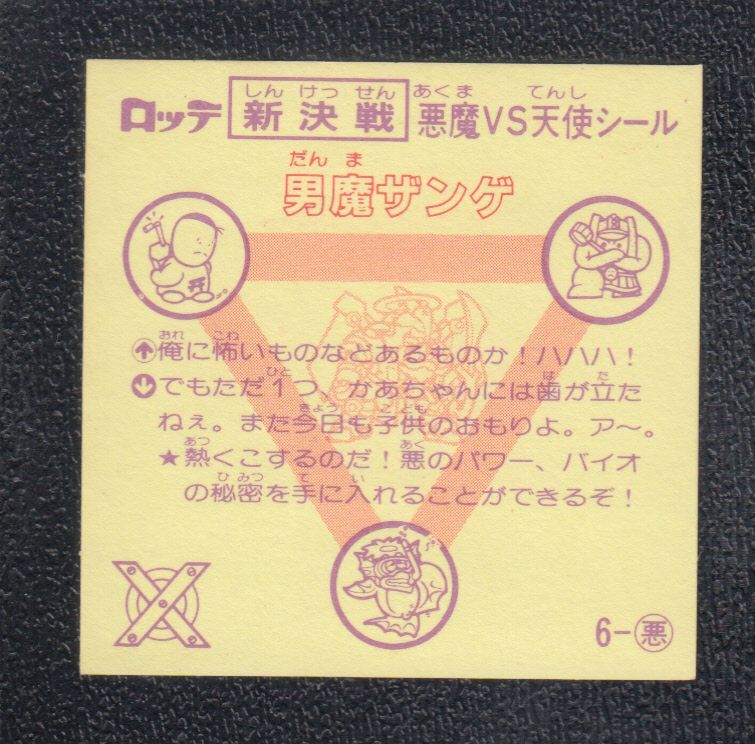 ロッテ 新決戦 悪魔VS天使シール
しん けっ せん あくま てんし
だん ま
男魔ザンゲ
おれ こわ
俺に怖いものなどあるものか!ハハハ!
ひと は た
でもただ1つ、かあちゃんには歯が立た
きょう こども
ねぇ。また今日も子供のおもりよ。ア〜。
あつ あく
★熱くこするのだ!悪のパワー、バイオ
ひみつ て い
の秘密を手に入れることができるぞ!
6-悪